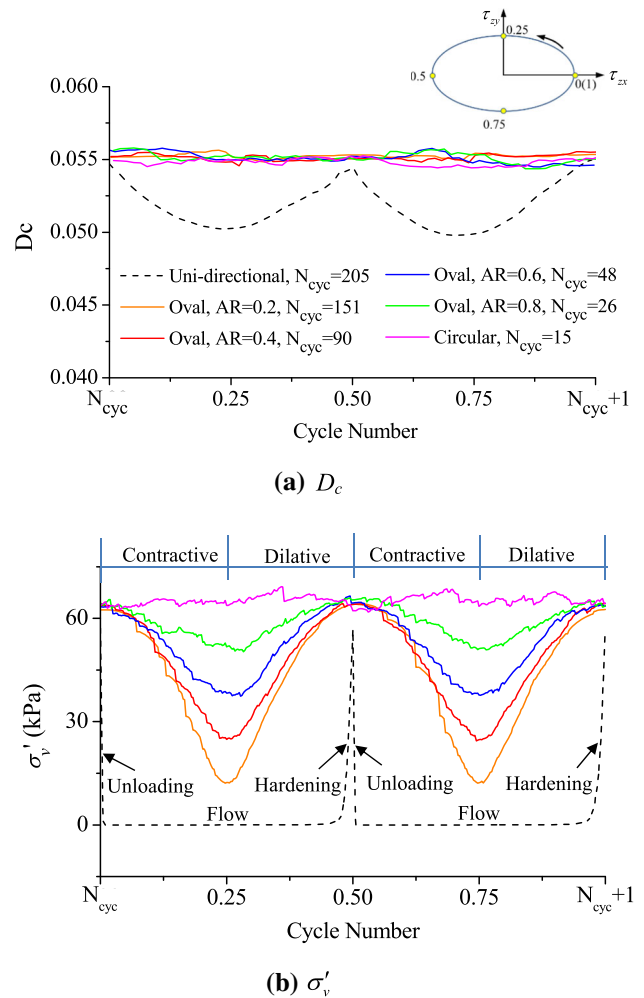 τzy
0.25
τzx
0.5
0(1)
0.75
0.060
0.055
0.050
0.045
0.040
Dc
Uni-directional, Ncyc=205
Oval, AR=0.2, Ncyc=151
Oval, AR=0.4, Ncyc=90
Oval, AR=0.6, Ncyc=48
Oval, AR=0.8, Ncyc=26
Circular, Ncyc=15
Ncyc 0.25 0.50 0.75 Ncyc+1
Cycle Number
(a) Dc
Contractive Dilative Contractive Dilative
60
30
0
σv' (kPa)
Unloading Hardening Unloading Hardening
Flow Flow
Ncyc 0.25 0.50 0.75 Ncyc+1
Cycle Number
(b) σv′